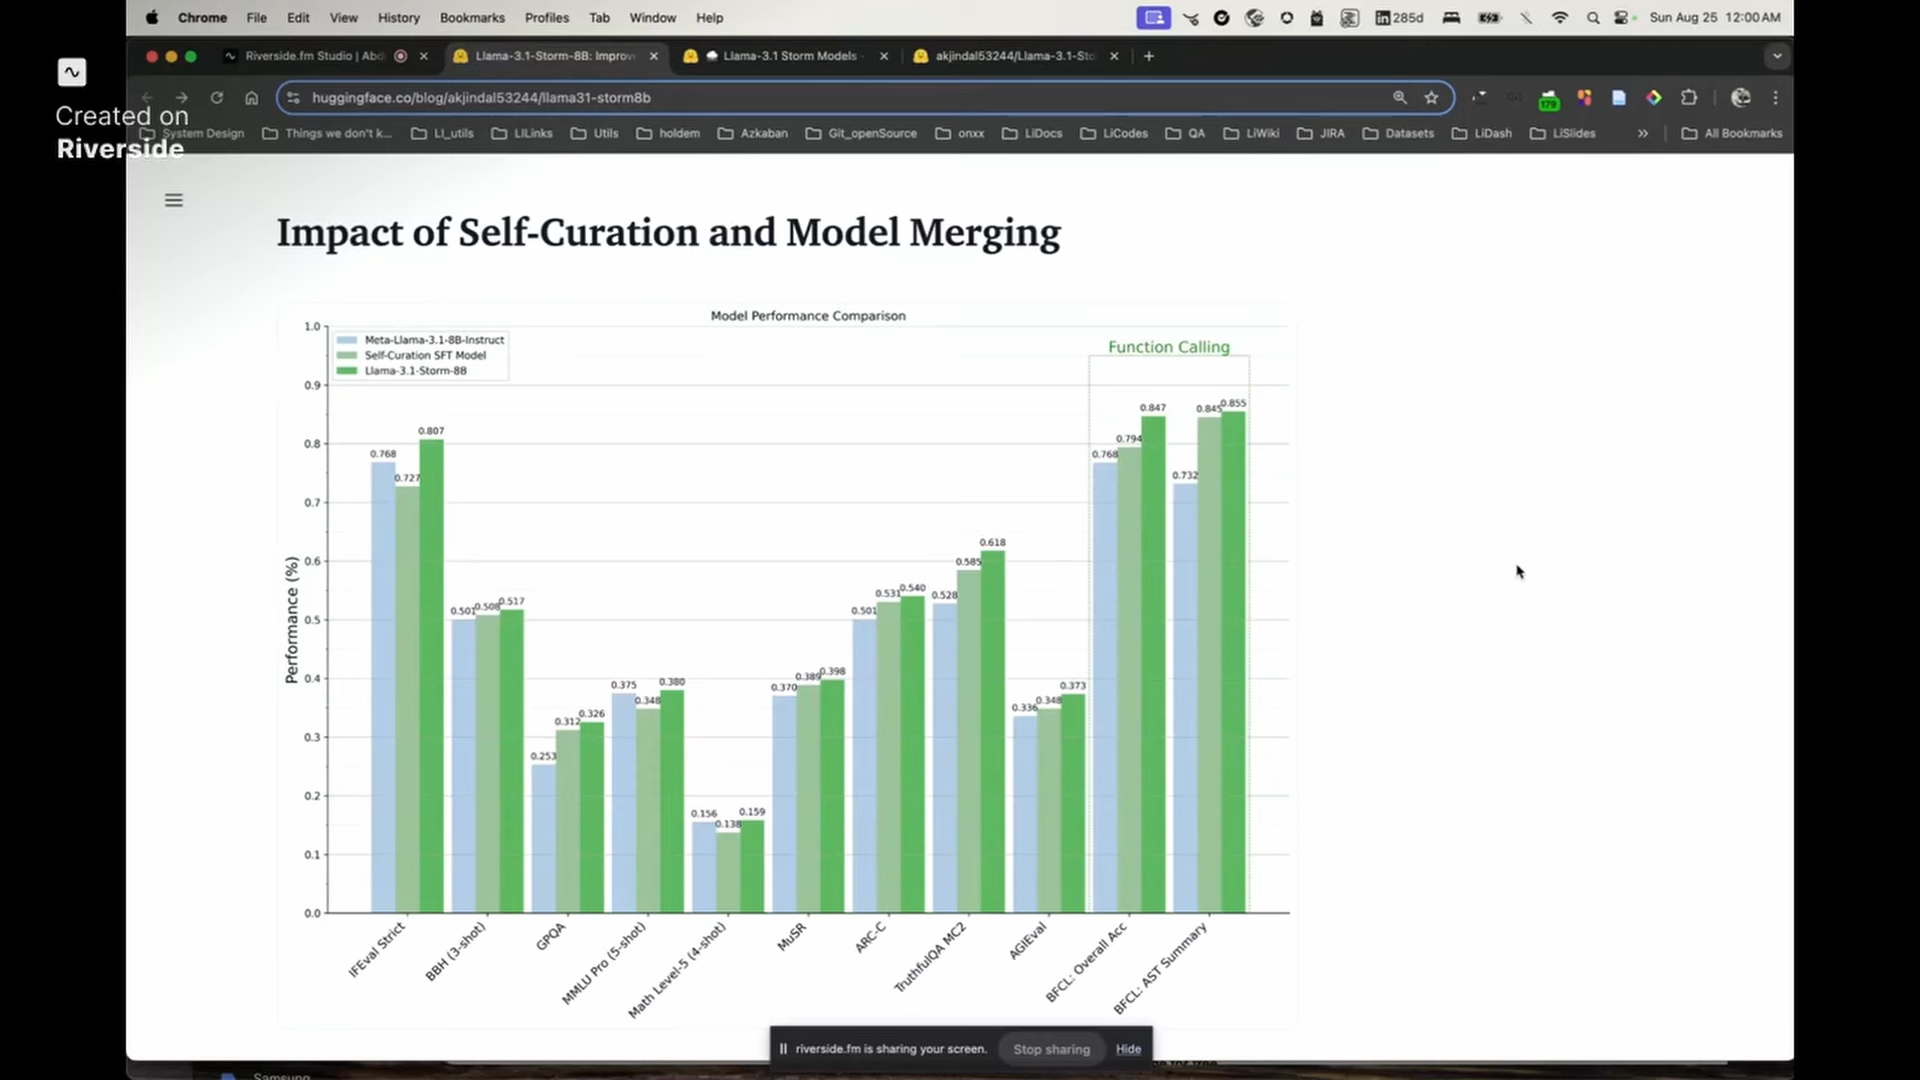 Chrome File Edit View History Bookmarks Profiles Tab Window Help 285d Sun Aug 25 12:00 AM
Riverside.fm Studio | Abd Llama-3.1-Storm-8B: Improv Llama-3.1 Storm Models - akjindal53244/Llama-3.1-Sto
huggingface.co/blog/akjindal53244/llama31-storm8b
179
Created on
Riverside
System Design Things we don't k... LI_utils LILinks Utils holdem Azkaban Git_openSource onxx LiDocs LiCodes QA LiWiki JIRA Datasets LiDash LiSlides » All Bookmarks
Impact of Self-Curation and Model Merging
Model Performance Comparison
Meta-Llama-3.1-8B-Instruct
Self-Curation SFT Model
Llama-3.1-Storm-8B
Function Calling
Performance (%)
1.0
0.9
0.8
0.7
0.6
0.5
0.4
0.3
0.2
0.1
0.0
0.768 0.727 0.807
0.501 0.508 0.517
0.253 0.312 0.326
0.375 0.348 0.380
0.156 0.138 0.159
0.370 0.389 0.398
0.501 0.531 0.540
0.528 0.585 0.618
0.336 0.348 0.373
0.768 0.794 0.847
0.732 0.845 0.855
IFEval Strict
BBH (3-shot)
GPQA
MMLU Pro (5-shot)
Math Level-5 (4-shot)
MuSR
ARC-C
TruthfulQA MC2
AGIEval
BFCL: Overall Acc
BFCL: AST Summary
riverside.fm is sharing your screen. Stop sharing Hide
Samsung